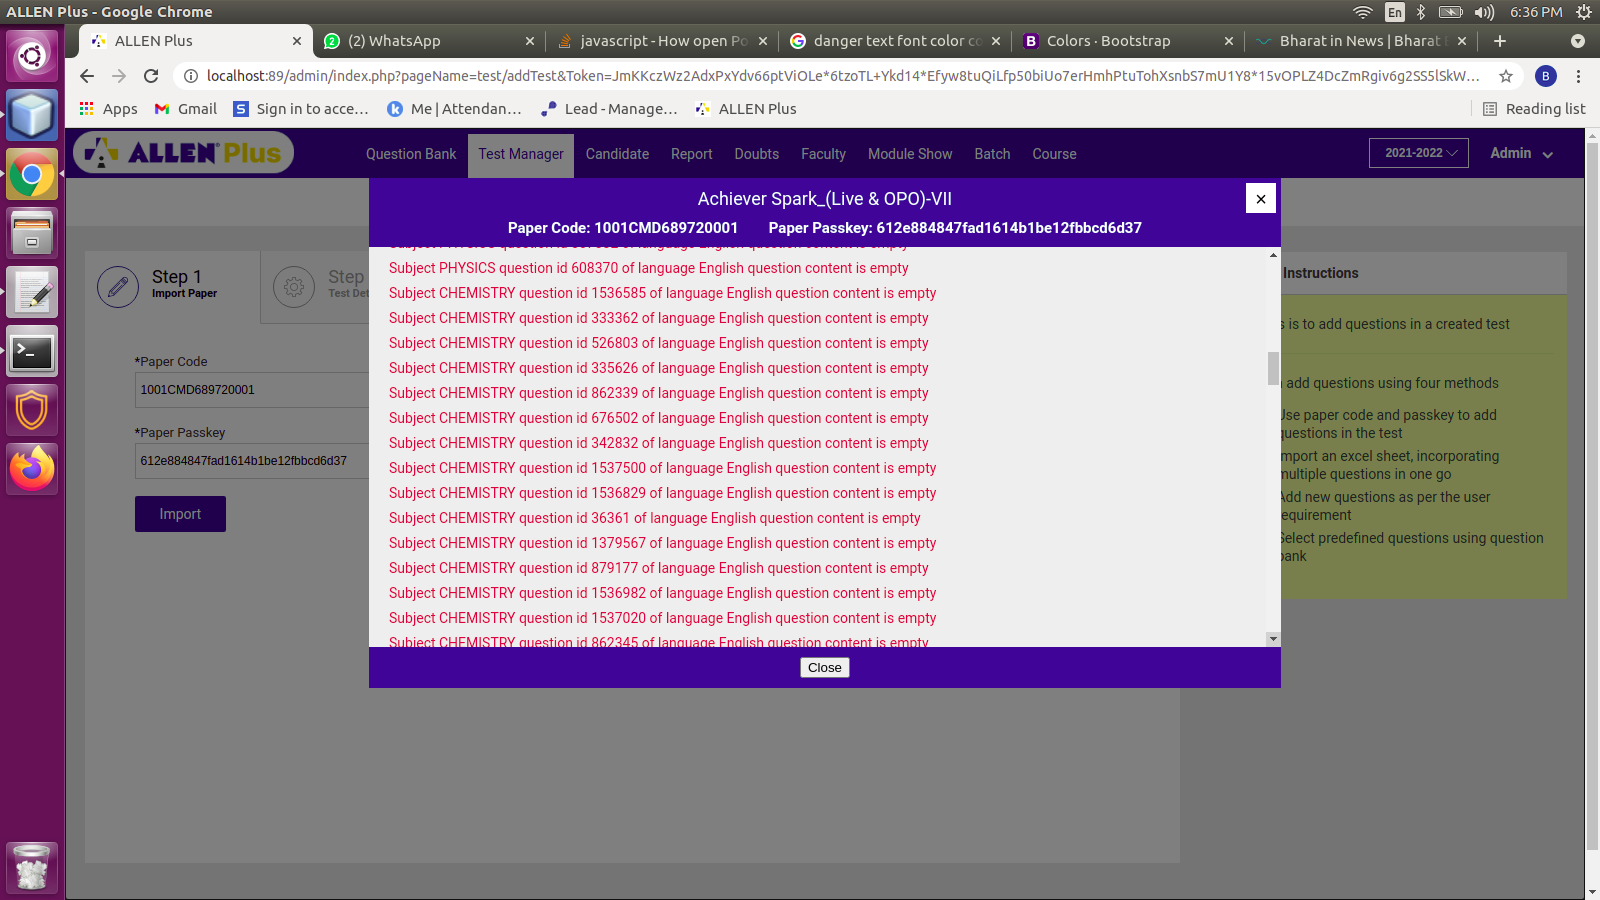 ALLEN Plus - Google Chrome
En
6:36 PM
ALLEN Plus
(2) WhatsApp
javascript - How open Po
danger text font color co
Colors · Bootstrap
Bharat in News | Bharat
localhost:89/admin/index.php?pageName=test/addTest&Token=JmKKczWz2AdxPxYdv66ptViOLe*6tzoTL+Ykd14*Efyw8tuQiLfp50biUo7erHmhPtuTohXsnbS7mU1Y8*15vOPLZ4DcZmRgiv6g2SS5lSkW...
B
Apps
Gmail
Sign in to acce...
Me | Attendan...
Lead - Manage...
ALLEN Plus
Reading list
ALLEN Plus
Question Bank
Test Manager
Candidate
Report
Doubts
Faculty
Module Show
Batch
Course
2021-2022
Admin
Achiever Spark_(Live & OPO)-VII
Paper Code: 1001CMD689720001 Paper Passkey: 612e884847fad1614b1be12fbbcd6d37
Subject PHYSICS question id 608370 of language English question content is empty
Subject CHEMISTRY question id 1536585 of language English question content is empty
Subject CHEMISTRY question id 333362 of language English question content is empty
Subject CHEMISTRY question id 526803 of language English question content is empty
Subject CHEMISTRY question id 335626 of language English question content is empty
Subject CHEMISTRY question id 862339 of language English question content is empty
Subject CHEMISTRY question id 676502 of language English question content is empty
Subject CHEMISTRY question id 342832 of language English question content is empty
Subject CHEMISTRY question id 1537500 of language English question content is empty
Subject CHEMISTRY question id 1536829 of language English question content is empty
Subject CHEMISTRY question id 36361 of language English question content is empty
Subject CHEMISTRY question id 1379567 of language English question content is empty
Subject CHEMISTRY question id 879177 of language English question content is empty
Subject CHEMISTRY question id 1536982 of language English question content is empty
Subject CHEMISTRY question id 1537020 of language English question content is empty
Subject CHEMISTRY question id 862345 of language English question content is empty
Close
Step 1
Import Paper
Step
Test Det
*Paper Code
1001CMD689720001
*Paper Passkey
612e884847fad1614b1be12fbbcd6d37
Import
Instructions
s is to add questions in a created test
add questions using four methods
Use paper code and passkey to add
questions in the test
Import an excel sheet, incorporating
multiple questions in one go
Add new questions as per the user
requirement
Select predefined questions using question
bank